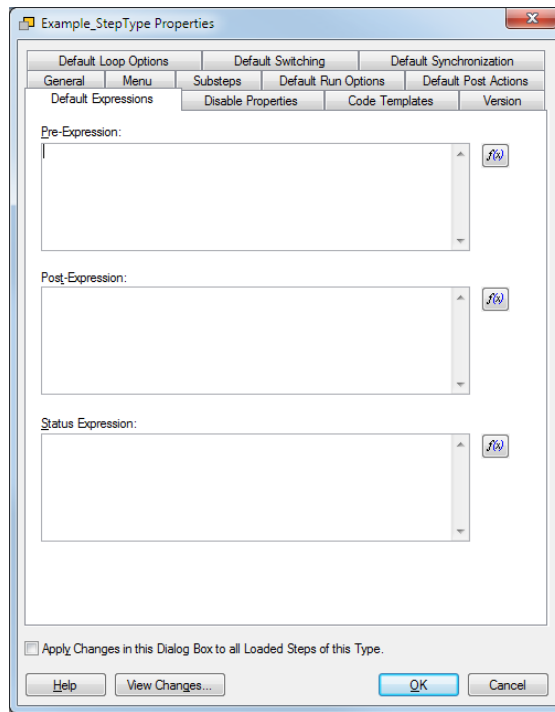 Example_StepType Properties
Default Loop Options Default Switching Default Synchronization
General Menu Substeps Default Run Options Default Post Actions
Default Expressions Disable Properties Code Templates Version
Pre-Expression:
f(x)
Post-Expression:
f(x)
Status Expression:
f(x)
Apply Changes in this Dialog Box to all Loaded Steps of this Type.
Help View Changes... OK Cancel